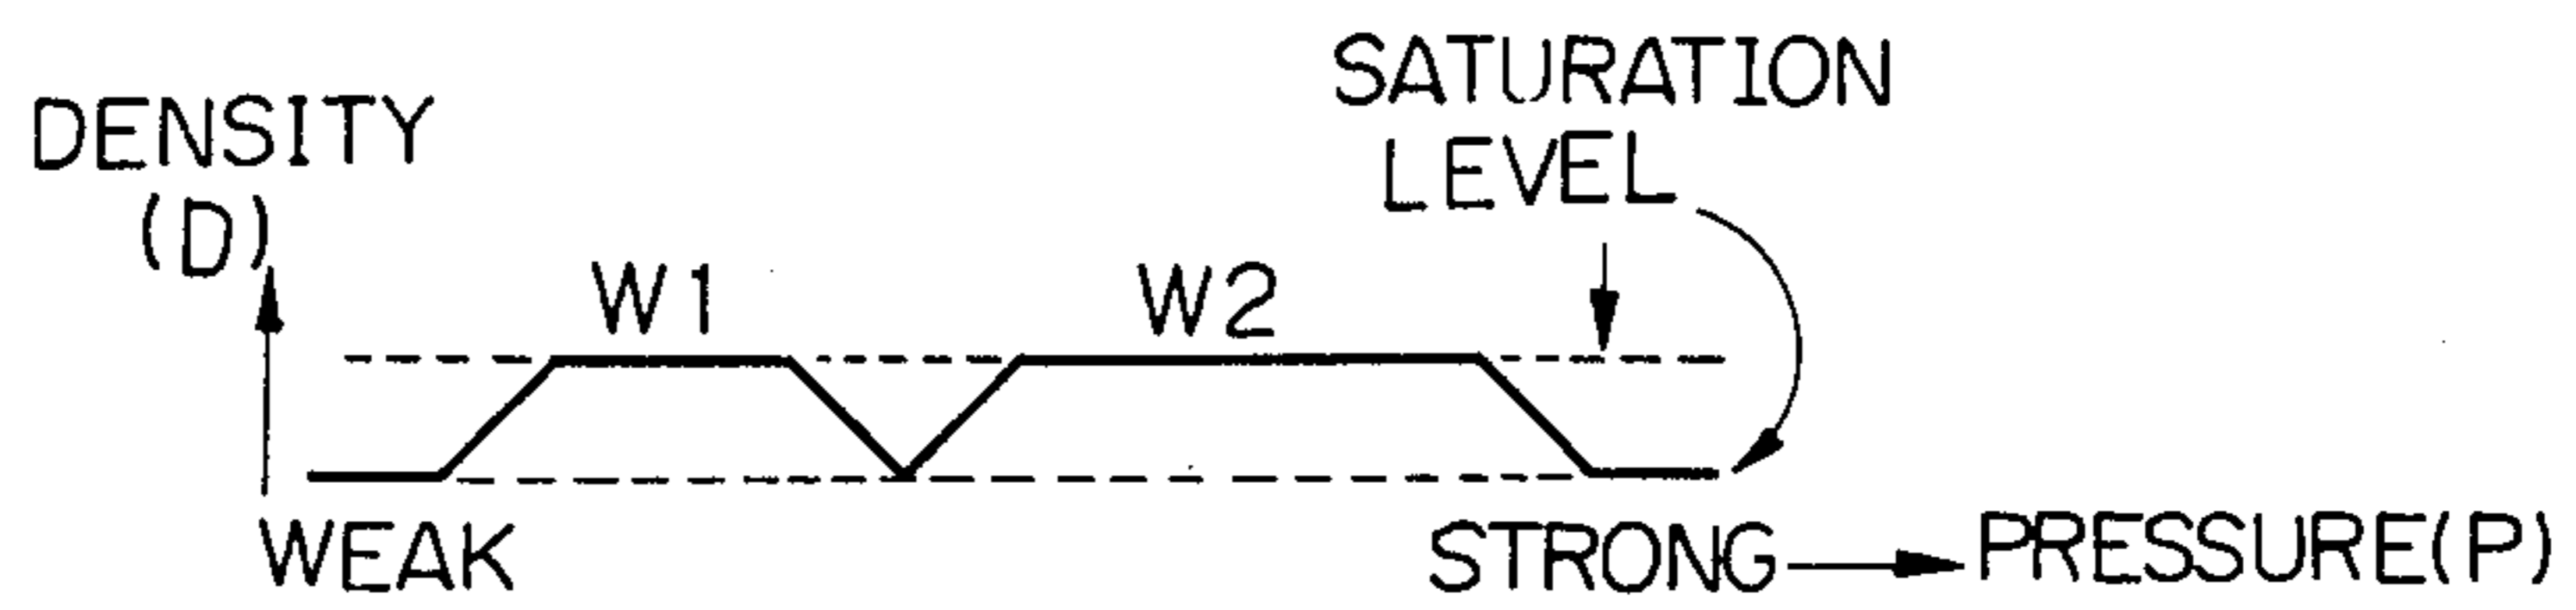 SATURATION
LEVEL
DENSITY
(D)
W1
W2
WEAK
STRONG
PRESSURE(P)